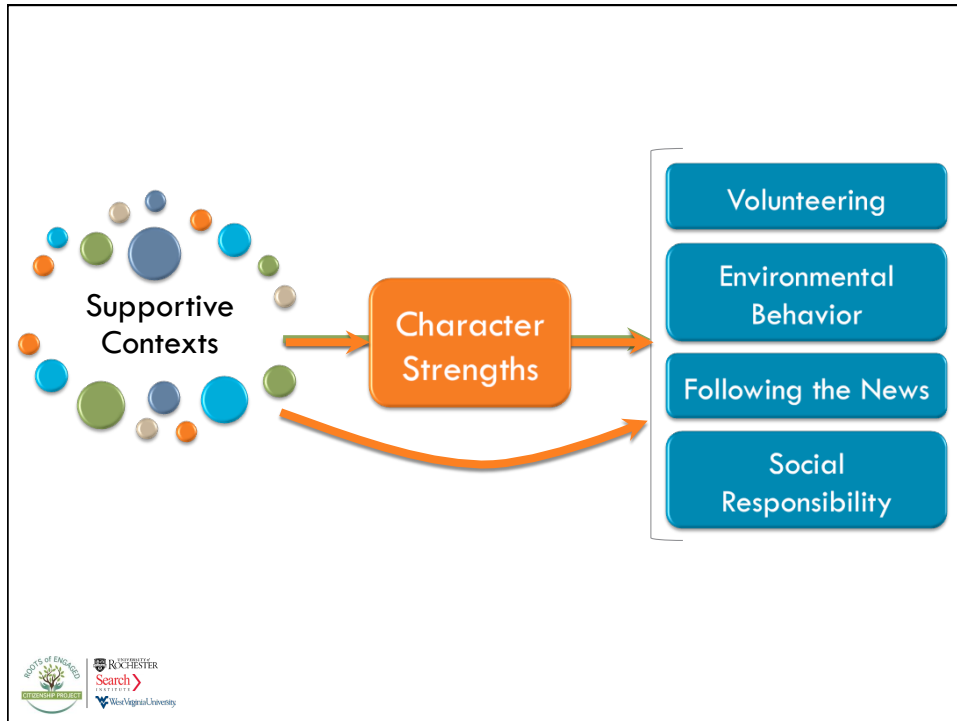 Supportive
Contexts
Character
Strengths
Volunteering
Environmental
Behavior
Following the News
Social
Responsibility
ROOTS of ENGAGED
CITIZENSHIP PROJECT
UNIVERSITY of
ROCHESTER
Search
INSTITUTE
WestVirginiaUniversity.